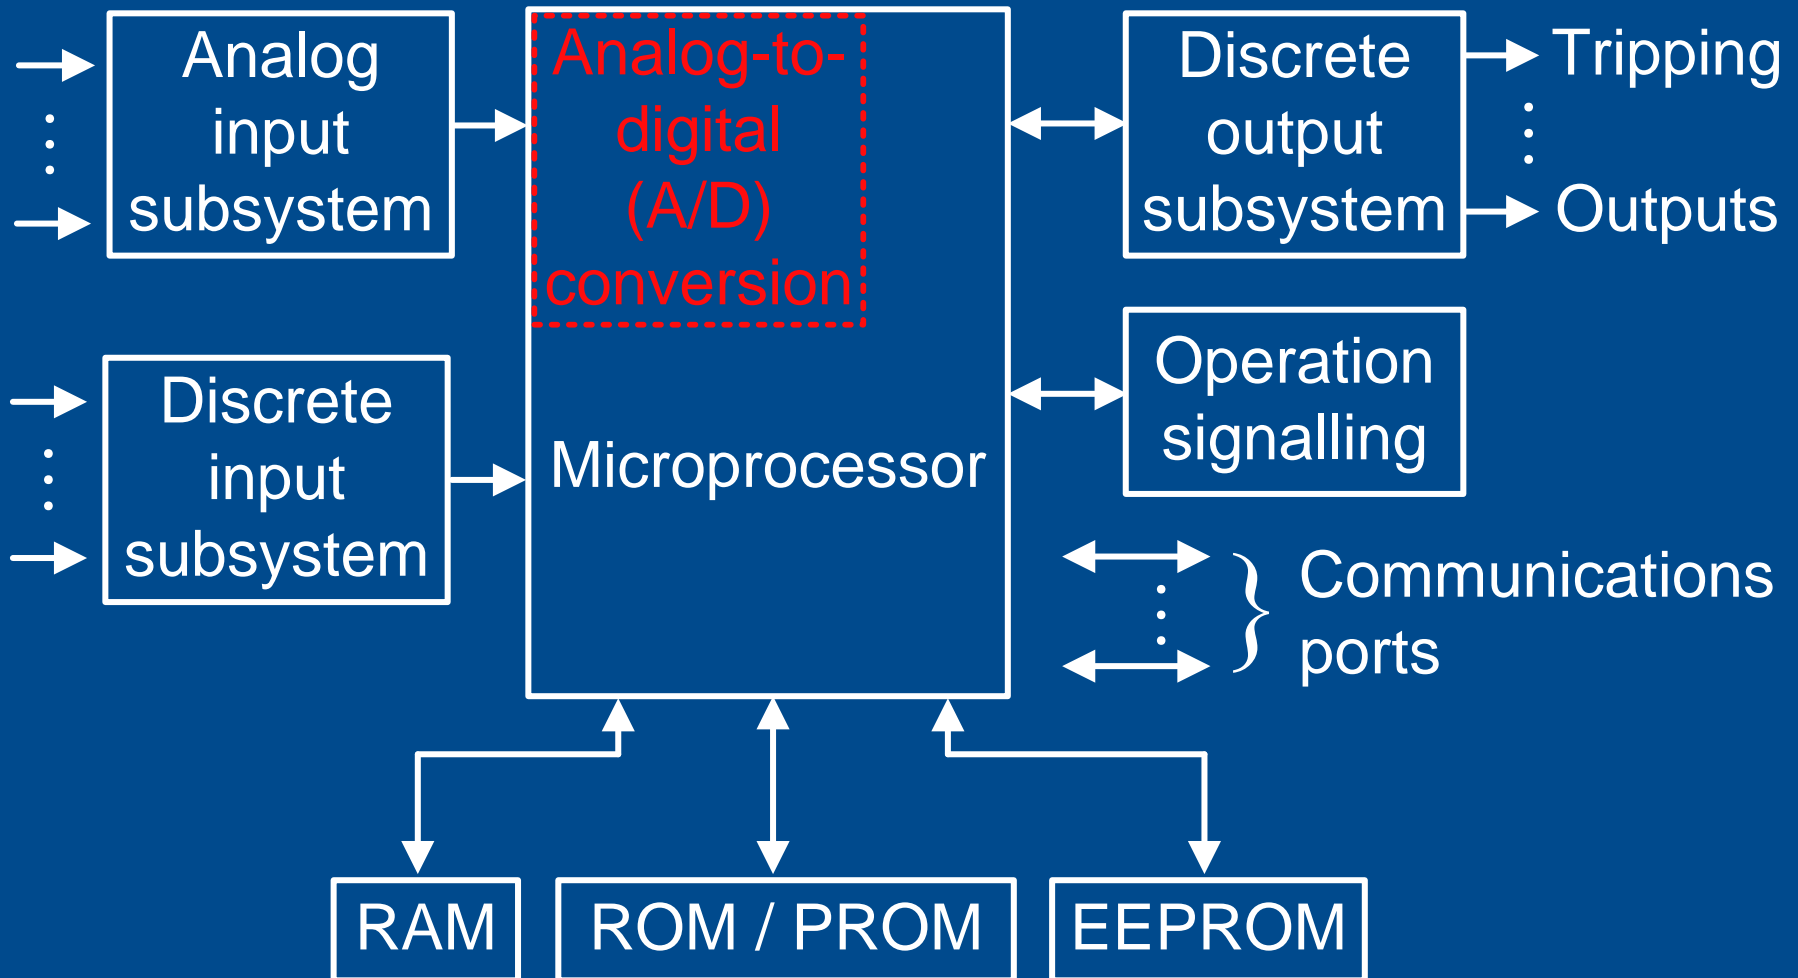 Analog
input
subsystem
Analog-to-
digital
(A/D)
conversion
Discrete
output
subsystem
Tripping
Outputs
Discrete
input
subsystem
Microprocessor
Operation
signalling
Communications
ports
RAM
ROM / PROM
EEPROM